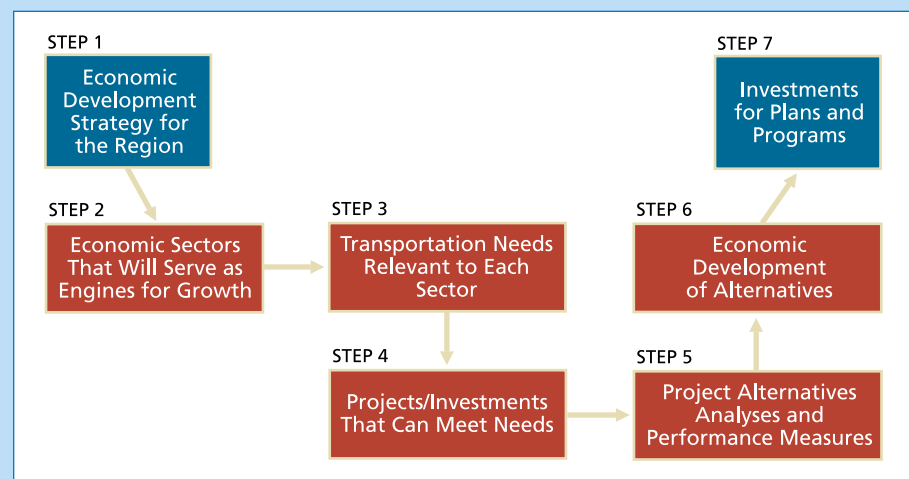 STEP 1
Economic
Development
Strategy for
the Region
STEP 2
Economic Sectors
That Will Serve as
Engines for Growth
STEP 3
Transportation Needs
Relevant to Each
Sector
STEP 4
Projects/Investments
That Can Meet Needs
STEP 5
Project Alternatives
Analyses and
Performance Measures
STEP 6
Economic
Development
of Alternatives
STEP 7
Investments
for Plans and
Programs